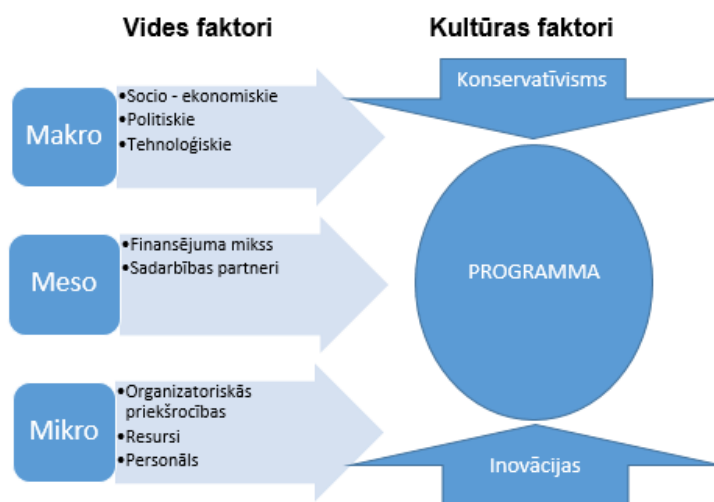 Vides faktori
Kultūras faktori
Makro
•Socio - ekonomiskie
•Politiskie
•Tehnoloģiskie
Konservatīvisms
Meso
•Finansējuma mikss
•Sadarbības partneri
PROGRAMMA
Mikro
•Organizatoriskās
priekšrocības
•Resursi
•Personāls
Inovācijas